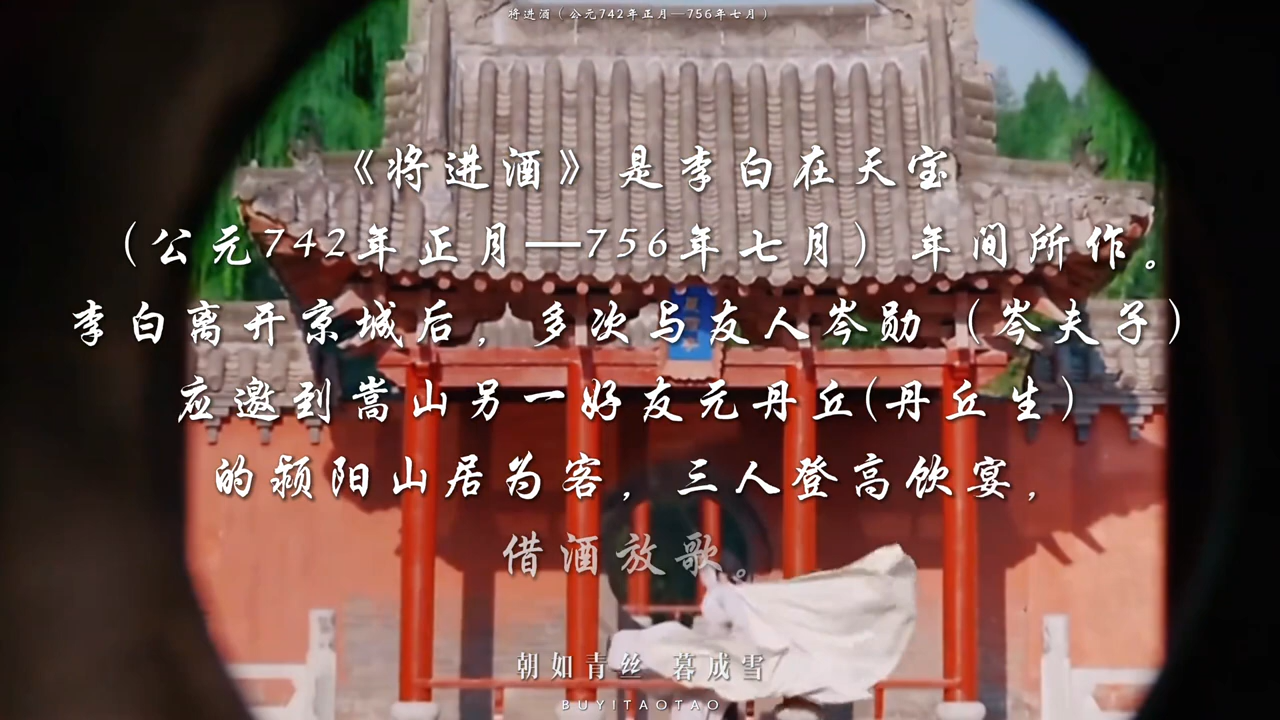 将进酒（公元742年正月—756年七月）
《将进酒》是李白在天宝
（公元742年正月—756年七月）年间所作。
李白离开京城后，多次与友人岑勋（岑夫子）
应邀到嵩山另一好友元丹丘(丹丘生）
的颍阳山居为客，三人登高饮宴，
借酒放歌。
朝如青丝 暮成雪
BUYITAOTAO